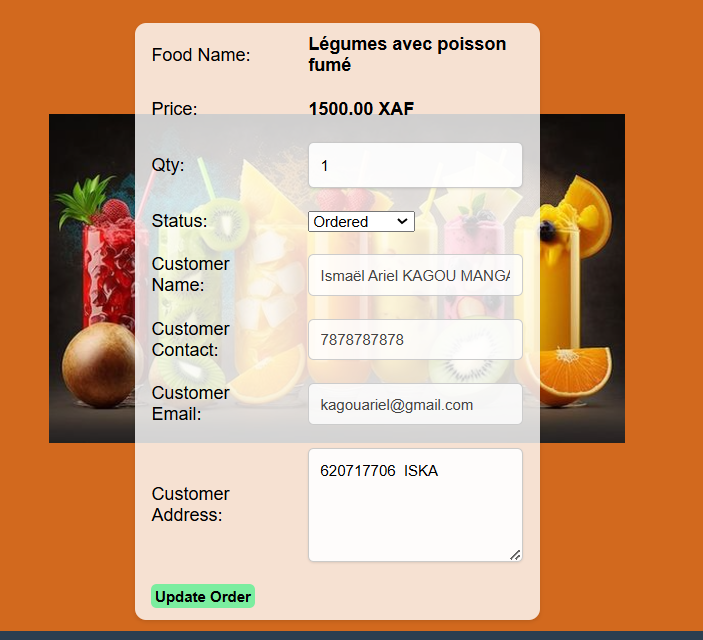 Food Name:
Légumes avec poisson
fumé
Price:
1500.00 XAF
Qty:
1
Status:
Ordered
Customer
Name:
Ismaël Ariel KAGOU MANGA
Customer
Contact:
7878787878
Customer
Email:
kagouariel@gmail.com
Customer
Address:
620717706  ISKA
Update Order